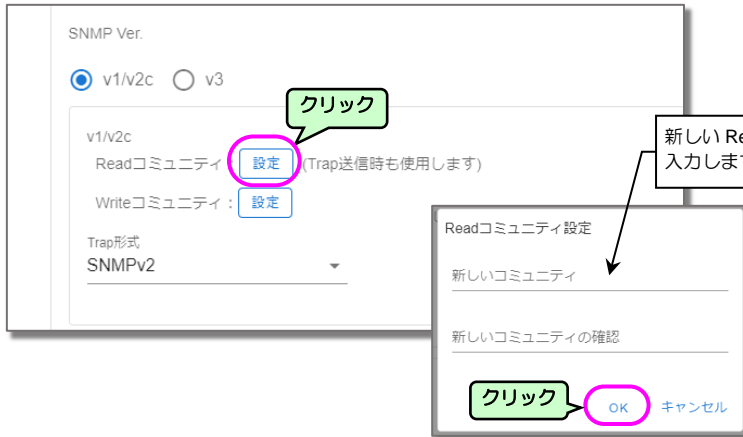 SNMP Ver.
v1/v2c v3
クリック
v1/v2c
Readコミュニティ : 設定 (Trap送信時も使用します)
Writeコミュニティ : 設定
Trap形式
SNMPv2
新しい
入力しま
Readコミュニティ設定
新しいコミュニティ
新しいコミュニティの確認
クリック
OK キャンセル